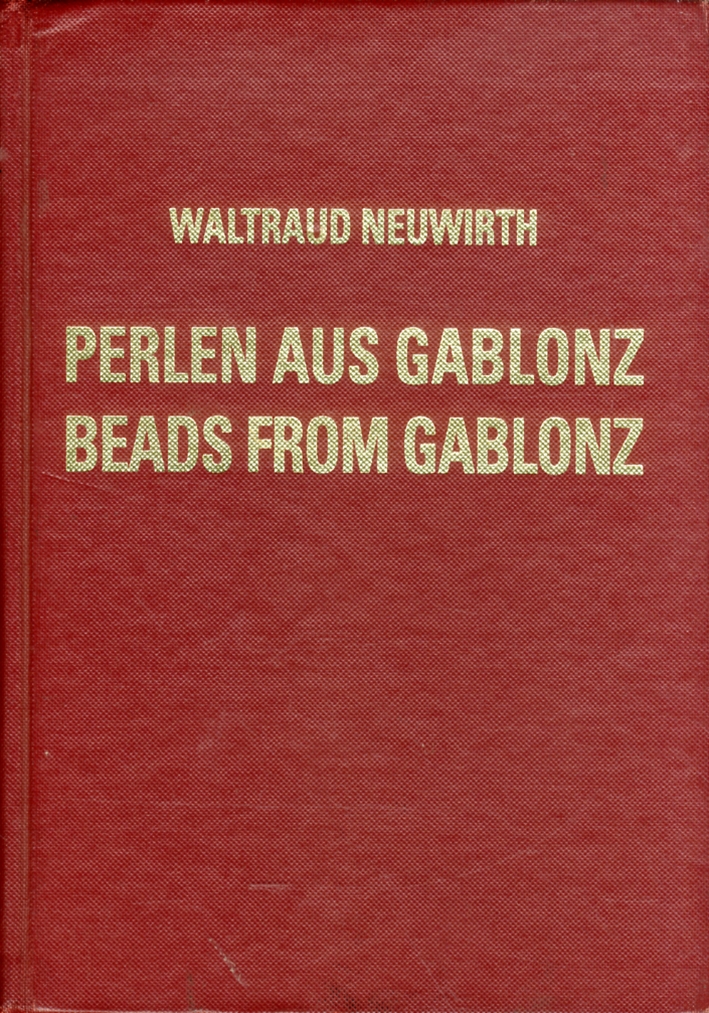 WALTRAUD NEUWIRTH
PERLEN AUS GABLONZ
BEADS FROM GABLONZ